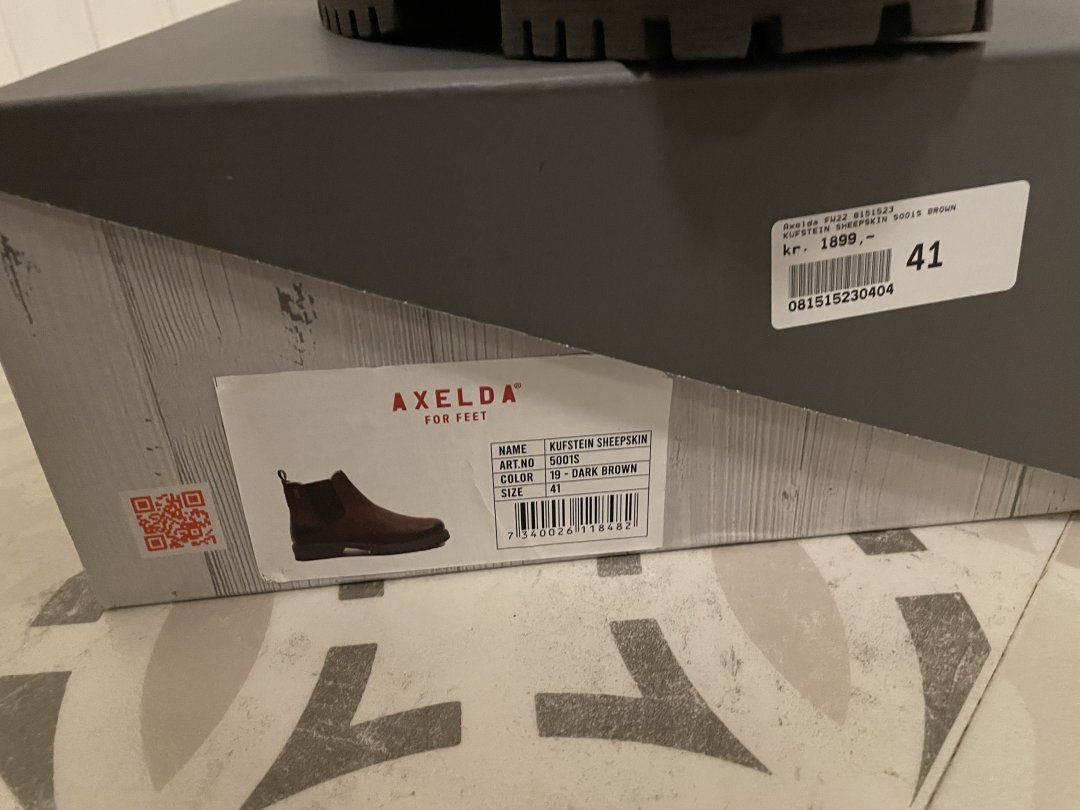 Axelda FW22 8151523
KUFSTEIN SHEEPSKIN 5001S BROWN
kr. 1899,-
41
081515230404
AXELDA®
FOR FEET
NAME KUFSTEIN SHEEPSKIN
ART.NO 5001S
COLOR 19 - DARK BROWN
SIZE 41
7 340026 118482